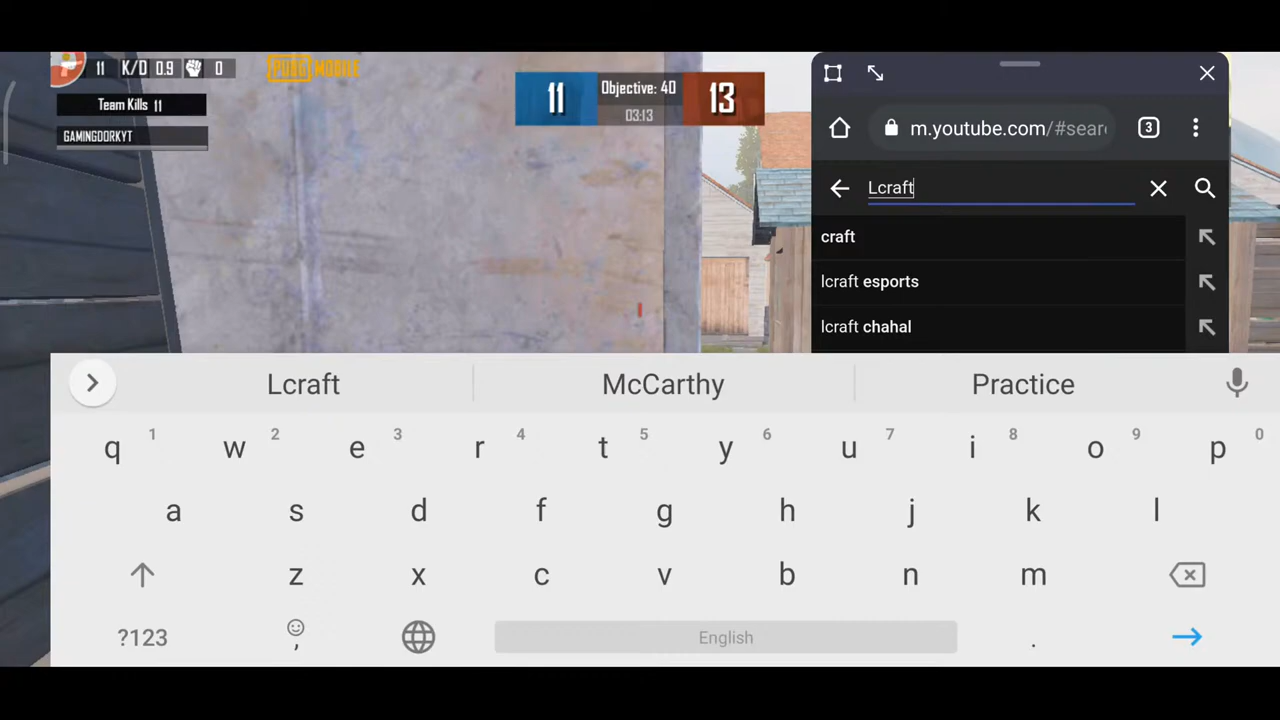 11 K/D 0.9 0
PUBG MOBILE
Team Kills 11
GAMINGDORKYT
11 Objective: 40 13
03:13
m.youtube.com/#sear
3
Lcraft
craft
lcraft esports
lcraft chahal
Lcraft McCarthy Practice
q 1 w 2 e 3 r 4 t 5 y 6 u 7 i 8 o 9 p 0
a s d f g h j k l
z x c v b n m
?123 , English .